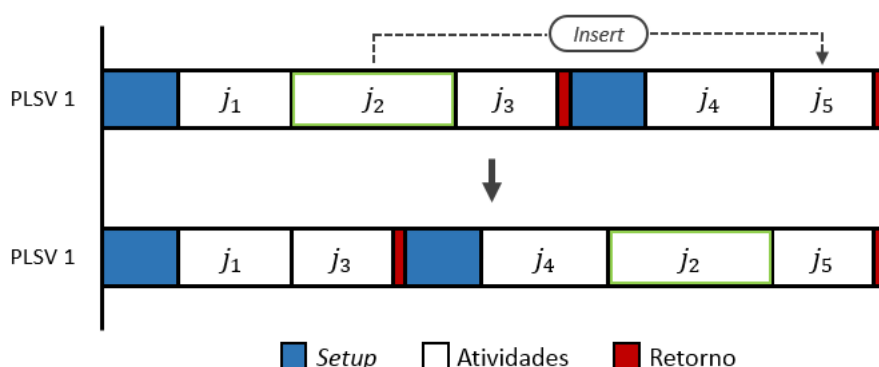 Insert
PLSV 1 j₁ j₂ j₃ j₄ j₅
PLSV 1 j₁ j₃ j₄ j₂ j₅
Setup Atividades Retorno